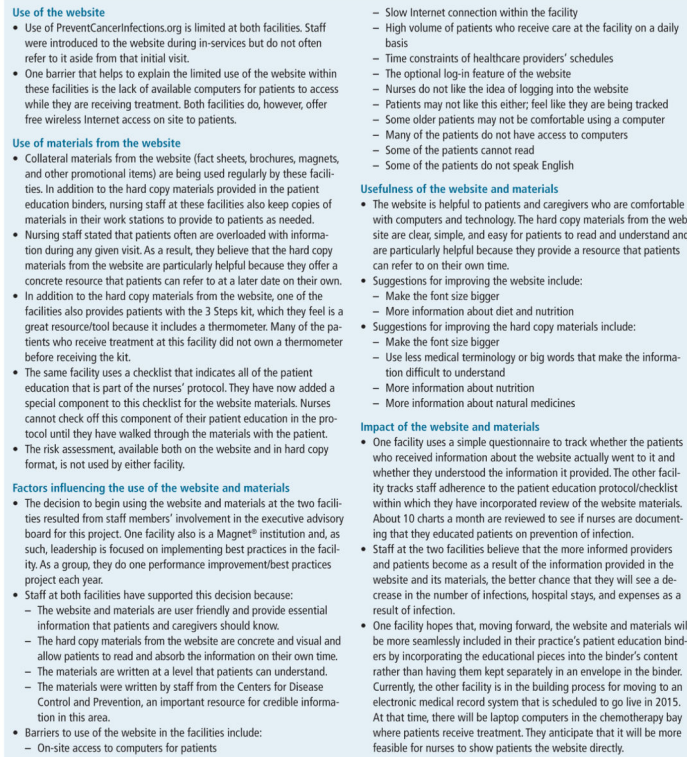 Use of the website
• Use of PreventCancerInfections.org is limited at both facilities. Staff
were introduced to the website during in-services but do not often
refer to it aside from that initial visit.
• One barrier that helps to explain the limited use of the website within
these facilities is the lack of available computers for patients to access
while they are receiving treatment. Both facilities do, however, offer
free wireless Internet access on site to patients.
Use of materials from the website
• Collateral materials from the website (fact sheets, brochures, magnets,
and other promotional items) are being used regularly by these facili-
ties. In addition to the hard copy materials provided in the patient
education binders, nursing staff at these facilities also keep copies of
materials in their work stations to provide to patients as needed.
• Nursing staff stated that patients often are overloaded with informa-
tion during any given visit. As a result, they believe that the hard copy
materials from the website are particularly helpful because they offer a
concrete resource that patients can refer to at a later date on their own.
• In addition to the hard copy materials from the website, one of the
facilities also provides patients with the 3 Steps kit, which they feel is a
great resource/tool because it includes a thermometer. Many of the pa-
tients who receive treatment at this facility did not own a thermometer
before receiving the kit.
• The same facility uses a checklist that indicates all of the patient
education that is part of the nurses' protocol. They have now added a
special component to this checklist for the website materials. Nurses
cannot check off this component of their patient education in the pro-
tocol until they have walked through the materials with the patient.
• The risk assessment, available both on the website and in hard copy
format, is not used by either facility.
Factors influencing the use of the website and materials
• The decision to begin using the website and materials at the two facili-
ties resulted from staff members' involvement in the executive advisory
board for this project. One facility also is a Magnet® institution and, as
such, leadership is focused on implementing best practices in the facil-
ity. As a group, they do one performance improvement/best practices
project each year.
• Staff at both facilities have supported this decision because:
– The website and materials are user friendly and provide essential
information that patients and caregivers should know.
– The hard copy materials from the website are concrete and visual and
allow patients to read and absorb the information on their own time.
– The materials are written at a level that patients can understand.
– The materials were written by staff from the Centers for Disease
Control and Prevention, an important resource for credible informa-
tion in this area.
• Barriers to use of the website in the facilities include:
– On-site access to computers for patients
– Slow Internet connection within the facility
– High volume of patients who receive care at the facility on a daily
basis
– Time constraints of healthcare providers' schedules
– The optional log-in feature of the website
– Nurses do not like the idea of logging into the website
– Patients may not like this either; feel like they are being tracked
– Some older patients may not be comfortable using a computer
– Many of the patients do not have access to computers
– Some of the patients cannot read
– Some of the patients do not speak English
Usefulness of the website and materials
• The website is helpful to patients and caregivers who are comfortable
with computers and technology. The hard copy materials from the web
site are clear, simple, and easy for patients to read and understand and
are particularly helpful because they provide a resource that patients
can refer to on their own time.
• Suggestions for improving the website include:
– Make the font size bigger
– More information about diet and nutrition
• Suggestions for improving the hard copy materials include:
– Make the font size bigger
– Use less medical terminology or big words that make the informa-
tion difficult to understand
– More information about nutrition
– More information about natural medicines
Impact of the website and materials
• One facility uses a simple questionnaire to track whether the patients
who received information about the website actually went to it and
whether they understood the information it provided. The other facil-
ity tracks staff adherence to the patient education protocol/checklist
within which they have incorporated review of the website materials.
About 10 charts a month are reviewed to see if nurses are document-
ing that they educated patients on prevention of infection.
• Staff at the two facilities believe that the more informed providers
and patients become as a result of the information provided in the
website and its materials, the better chance that they will see a de-
crease in the number of infections, hospital stays, and expenses as a
result of infection.
• One facility hopes that, moving forward, the website and materials wil
be more seamlessly included in their practice's patient education bind-
ers by incorporating the educational pieces into the binder's content
rather than having them kept separately in an envelope in the binder.
Currently, the other facility is in the building process for moving to an
electronic medical record system that is scheduled to go live in 2015.
At that time, there will be laptop computers in the chemotherapy bay
where patients receive treatment. They anticipate that it will be more
feasible for nurses to show patients the website directly.